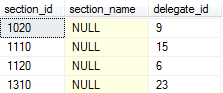 section_id section_name delegate_id
1020 NULL 9
1110 NULL 15
1120 NULL 6
1310 NULL 23